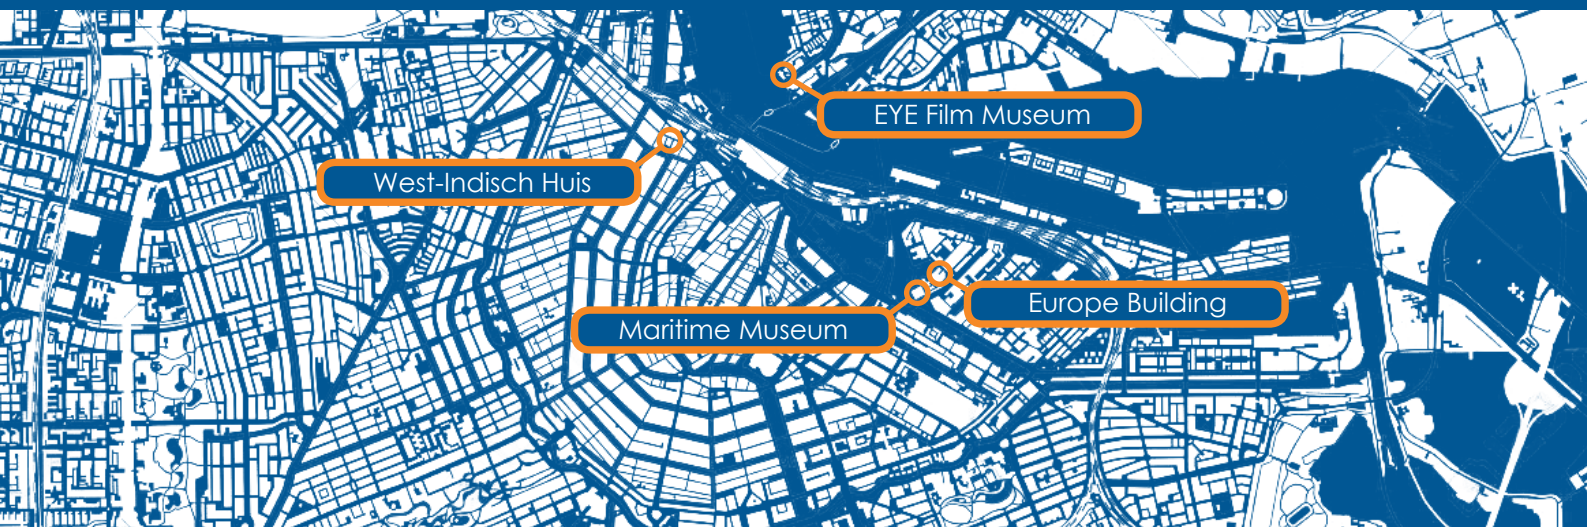 EYE Film Museum
West-Indisch Huis
Europe Building
Maritime Museum